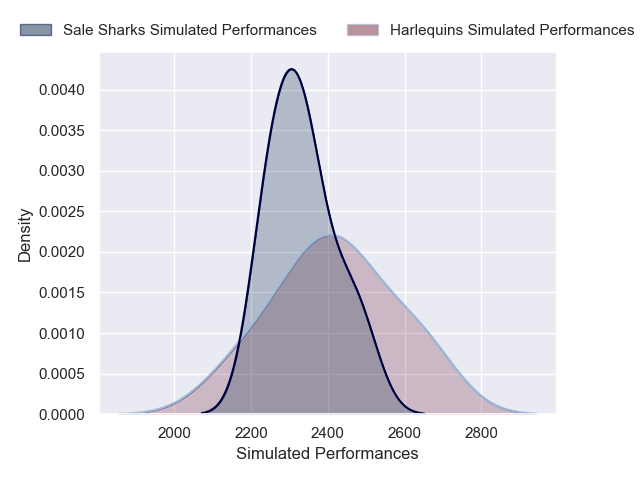 Sale Sharks Simulated Performances Harlequins Simulated Performances
0.0040
0.0035
0.0030
0.0025
0.0020
0.0015
0.0010
0.0005
0.0000
Density
2000 2200 2400 2600 2800
Simulated Performances